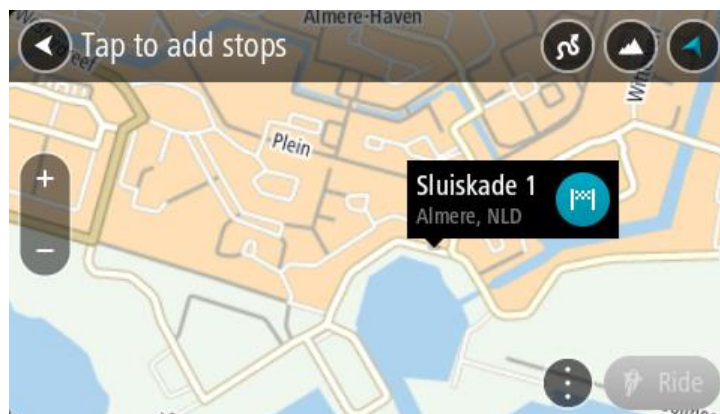 Almere-Haven
Tap to add stops
Plein
Sluiskade 1
Almere, NLD
+
−
Ride